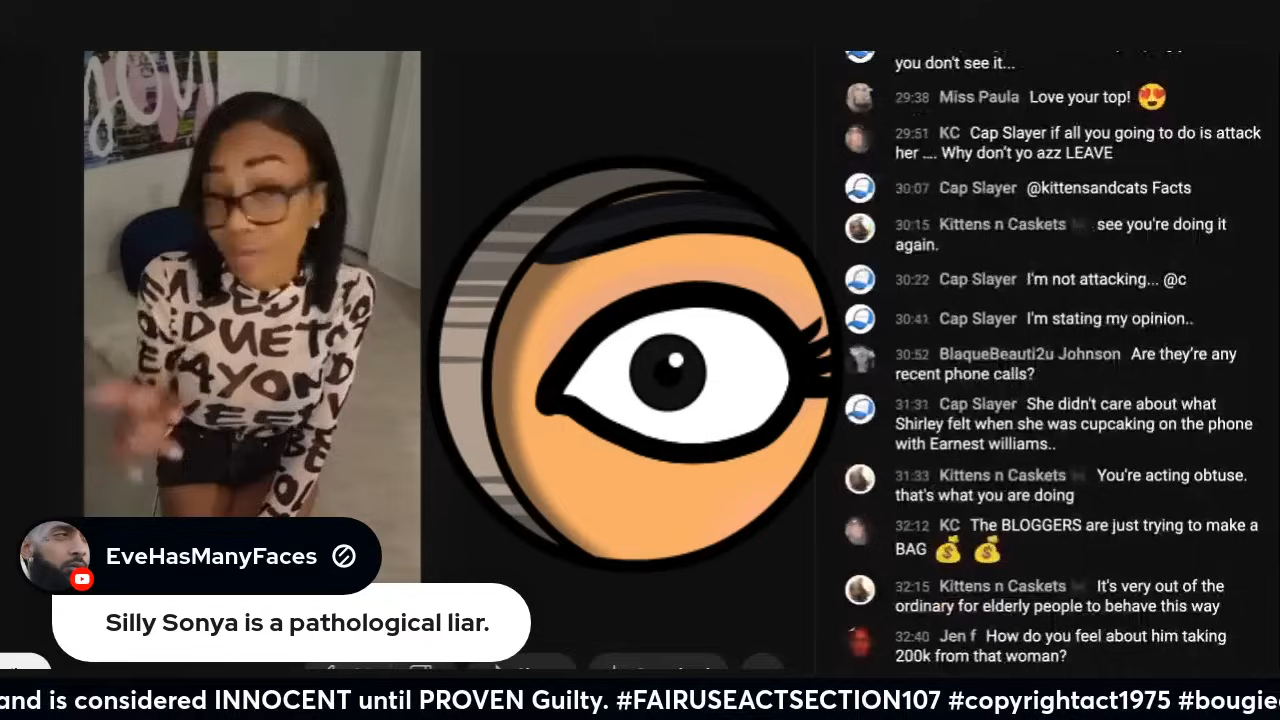 you don't see it...
29:38 Miss Paula Love your top! 😍
29:51 KC Cap Slayer if all you going to do is attack
her .... Why don't yo azz LEAVE
30:07 Cap Slayer @kittensandcats Facts
30:15 Kittens n Caskets see you're doing it
again.
30:22 Cap Slayer I'm not attacking... @c
30:41 Cap Slayer I'm stating my opinion..
30:52 BlaqueBeauti2u Johnson Are they're any
recent phone calls?
31:31 Cap Slayer She didn't care about what
Shirley felt when she was cupcaking on the phone
with Earnest williams..
31:33 Kittens n Caskets You're acting obtuse.
that's what you are doing
32:12 KC The BLOGGERS are just trying to make a
BAG 💰 💰
32:15 Kittens n Caskets It's very out of the
ordinary for elderly people to behave this way
32:40 Jen f How do you feel about him taking
200k from that woman?
EveHasManyFaces
Silly Sonya is a pathological liar.
and is considered INNOCENT until PROVEN Guilty. #FAIRUSEACTSECTION107 #copyrightact1975 #bougie